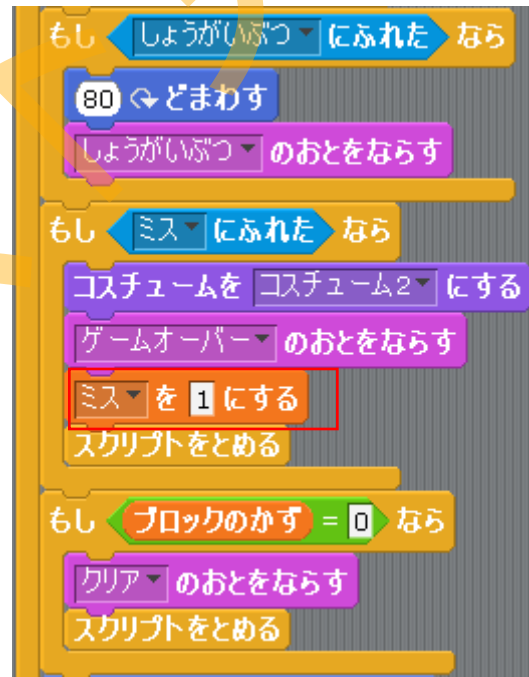 もし しょうがいぶつ にふれた なら
80 どまわす
しょうがいぶつ のおとをならす
もし ミス にふれた なら
コスチュームを コスチューム2 にする
ゲームオーバー のおとをならす
ミス を 1 にする
スクリプトをとめる
もし ブロックのかず = 0 なら
クリア のおとをならす
スクリプトをとめる